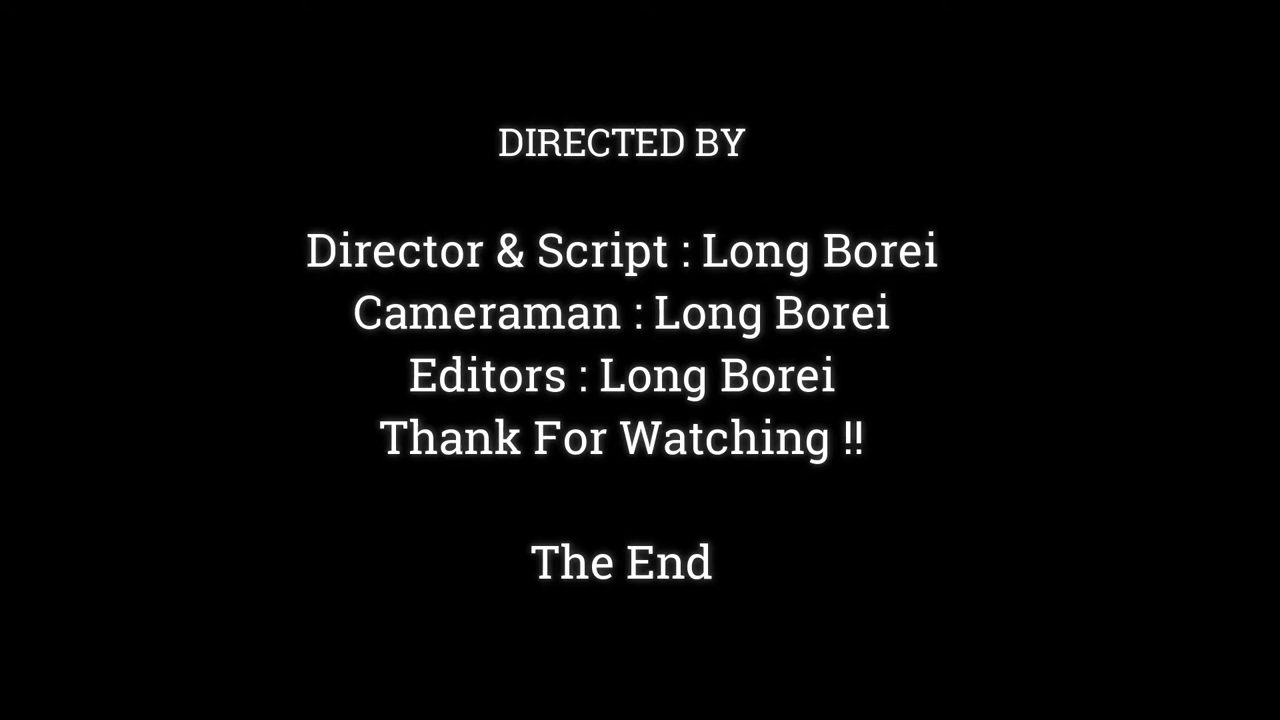 DIRECTED BY
Director & Script : Long Borei
Cameraman : Long Borei
Editors : Long Borei
Thank For Watching !!
The End